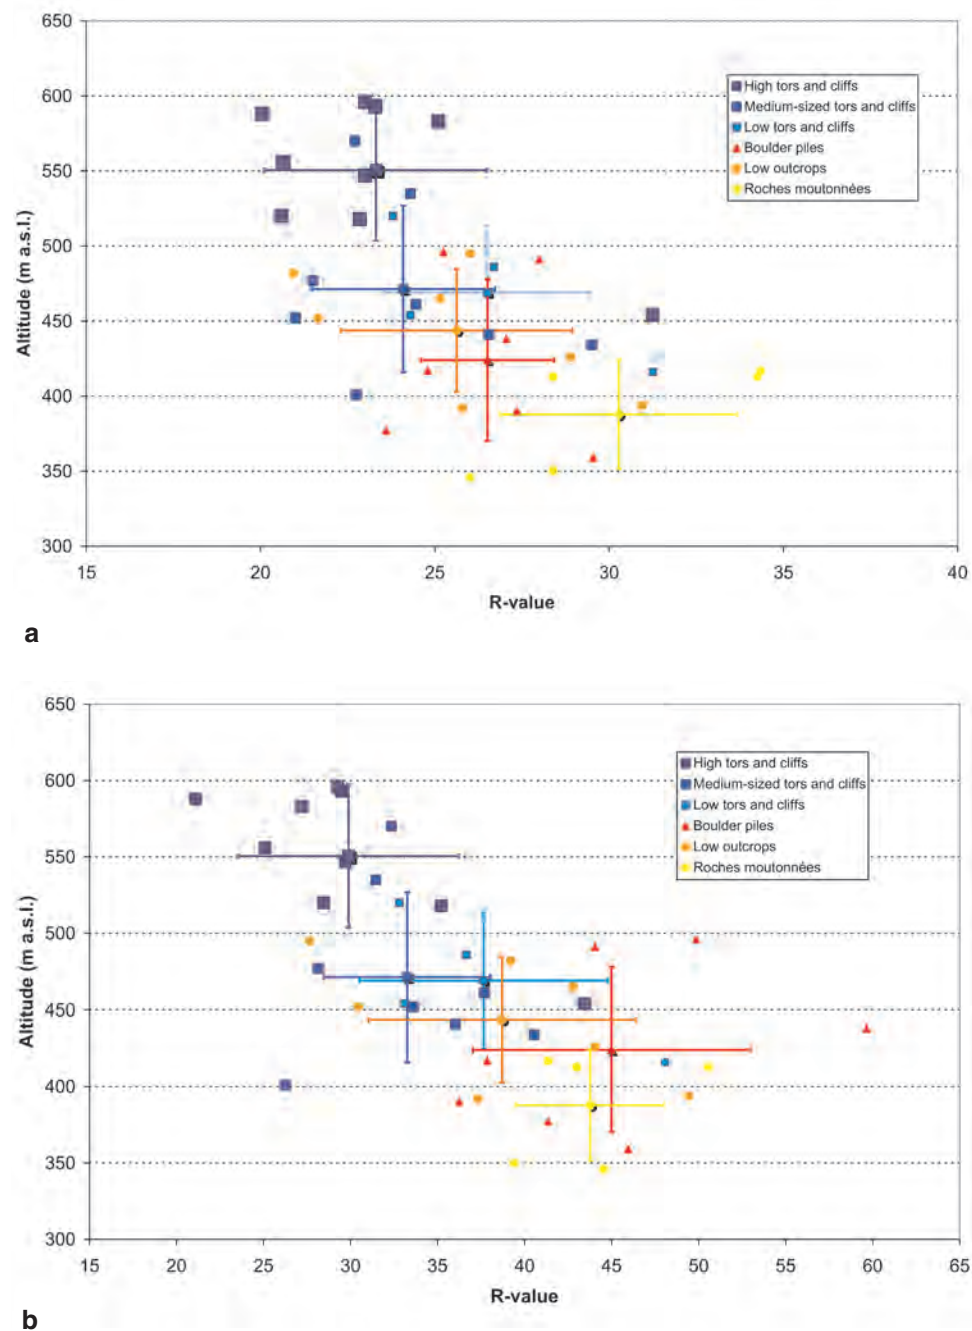 650
600
550
500
450
400
350
300
Altitude (m a.s.l.)
High tors and cliffs
Medium-sized tors and cliffs
Low tors and cliffs
Boulder piles
Low outcrops
Roches moutonnées
15 20 25 30 35 40
R-value
a
650
600
550
500
450
400
350
300
Altitude (m a.s.l.)
High tors and cliffs
Medium-sized tors and cliffs
Low tors and cliffs
Boulder piles
Low outcrops
Roches moutonnées
15 20 25 30 35 40 45 50 55 60 65
R-value
b